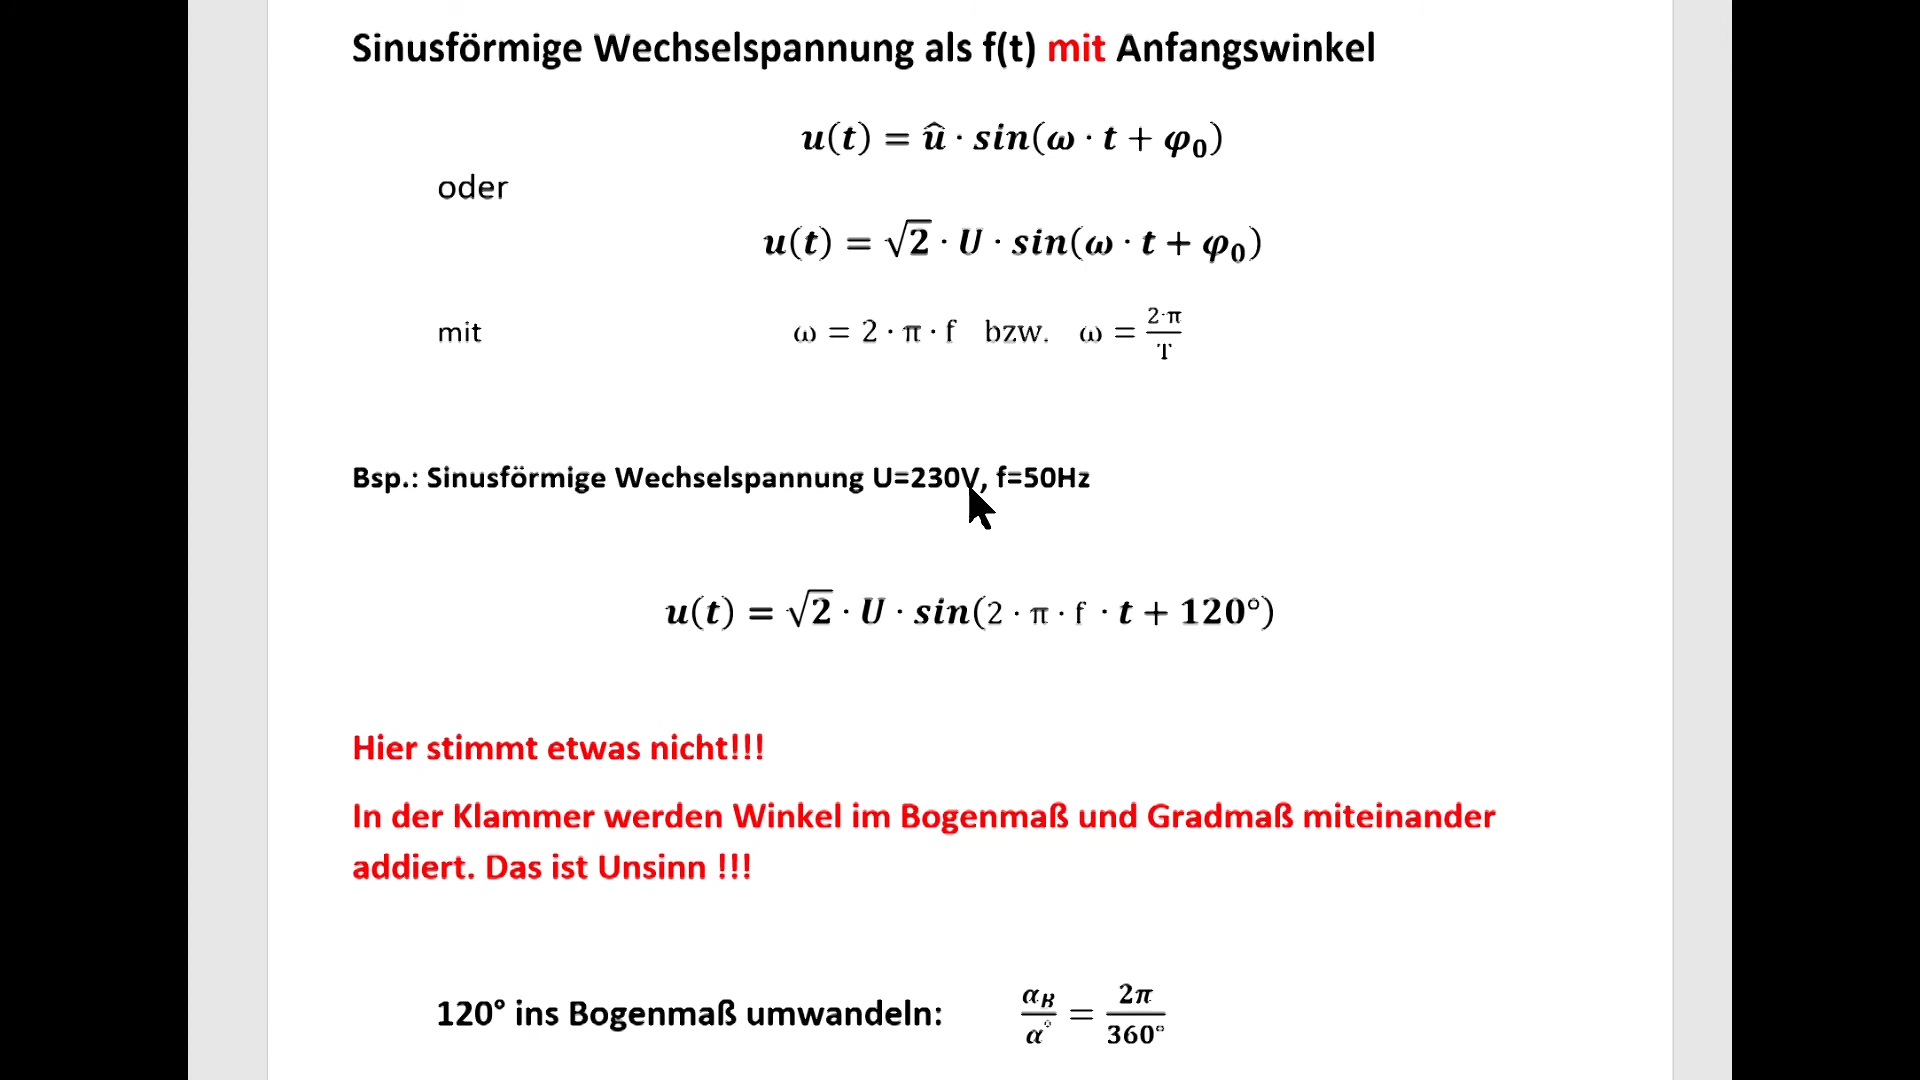 Sinusförmige Wechselspannung als f(t) mit Anfangswinkel
u(t) = û · sin(ω · t + φ₀)
oder
u(t) = √2 · U · sin(ω · t + φ₀)
mit ω = 2 · π · f bzw. ω = 2·π/T
Bsp.: Sinusförmige Wechselspannung U=230V, f=50Hz
u(t) = √2 · U · sin(2 · π · f · t + 120°)
Hier stimmt etwas nicht!!!
In der Klammer werden Winkel im Bogenmaß und Gradmaß miteinander
addiert. Das ist Unsinn !!!
120° ins Bogenmaß umwandeln: α_B/α° = 2π/360°